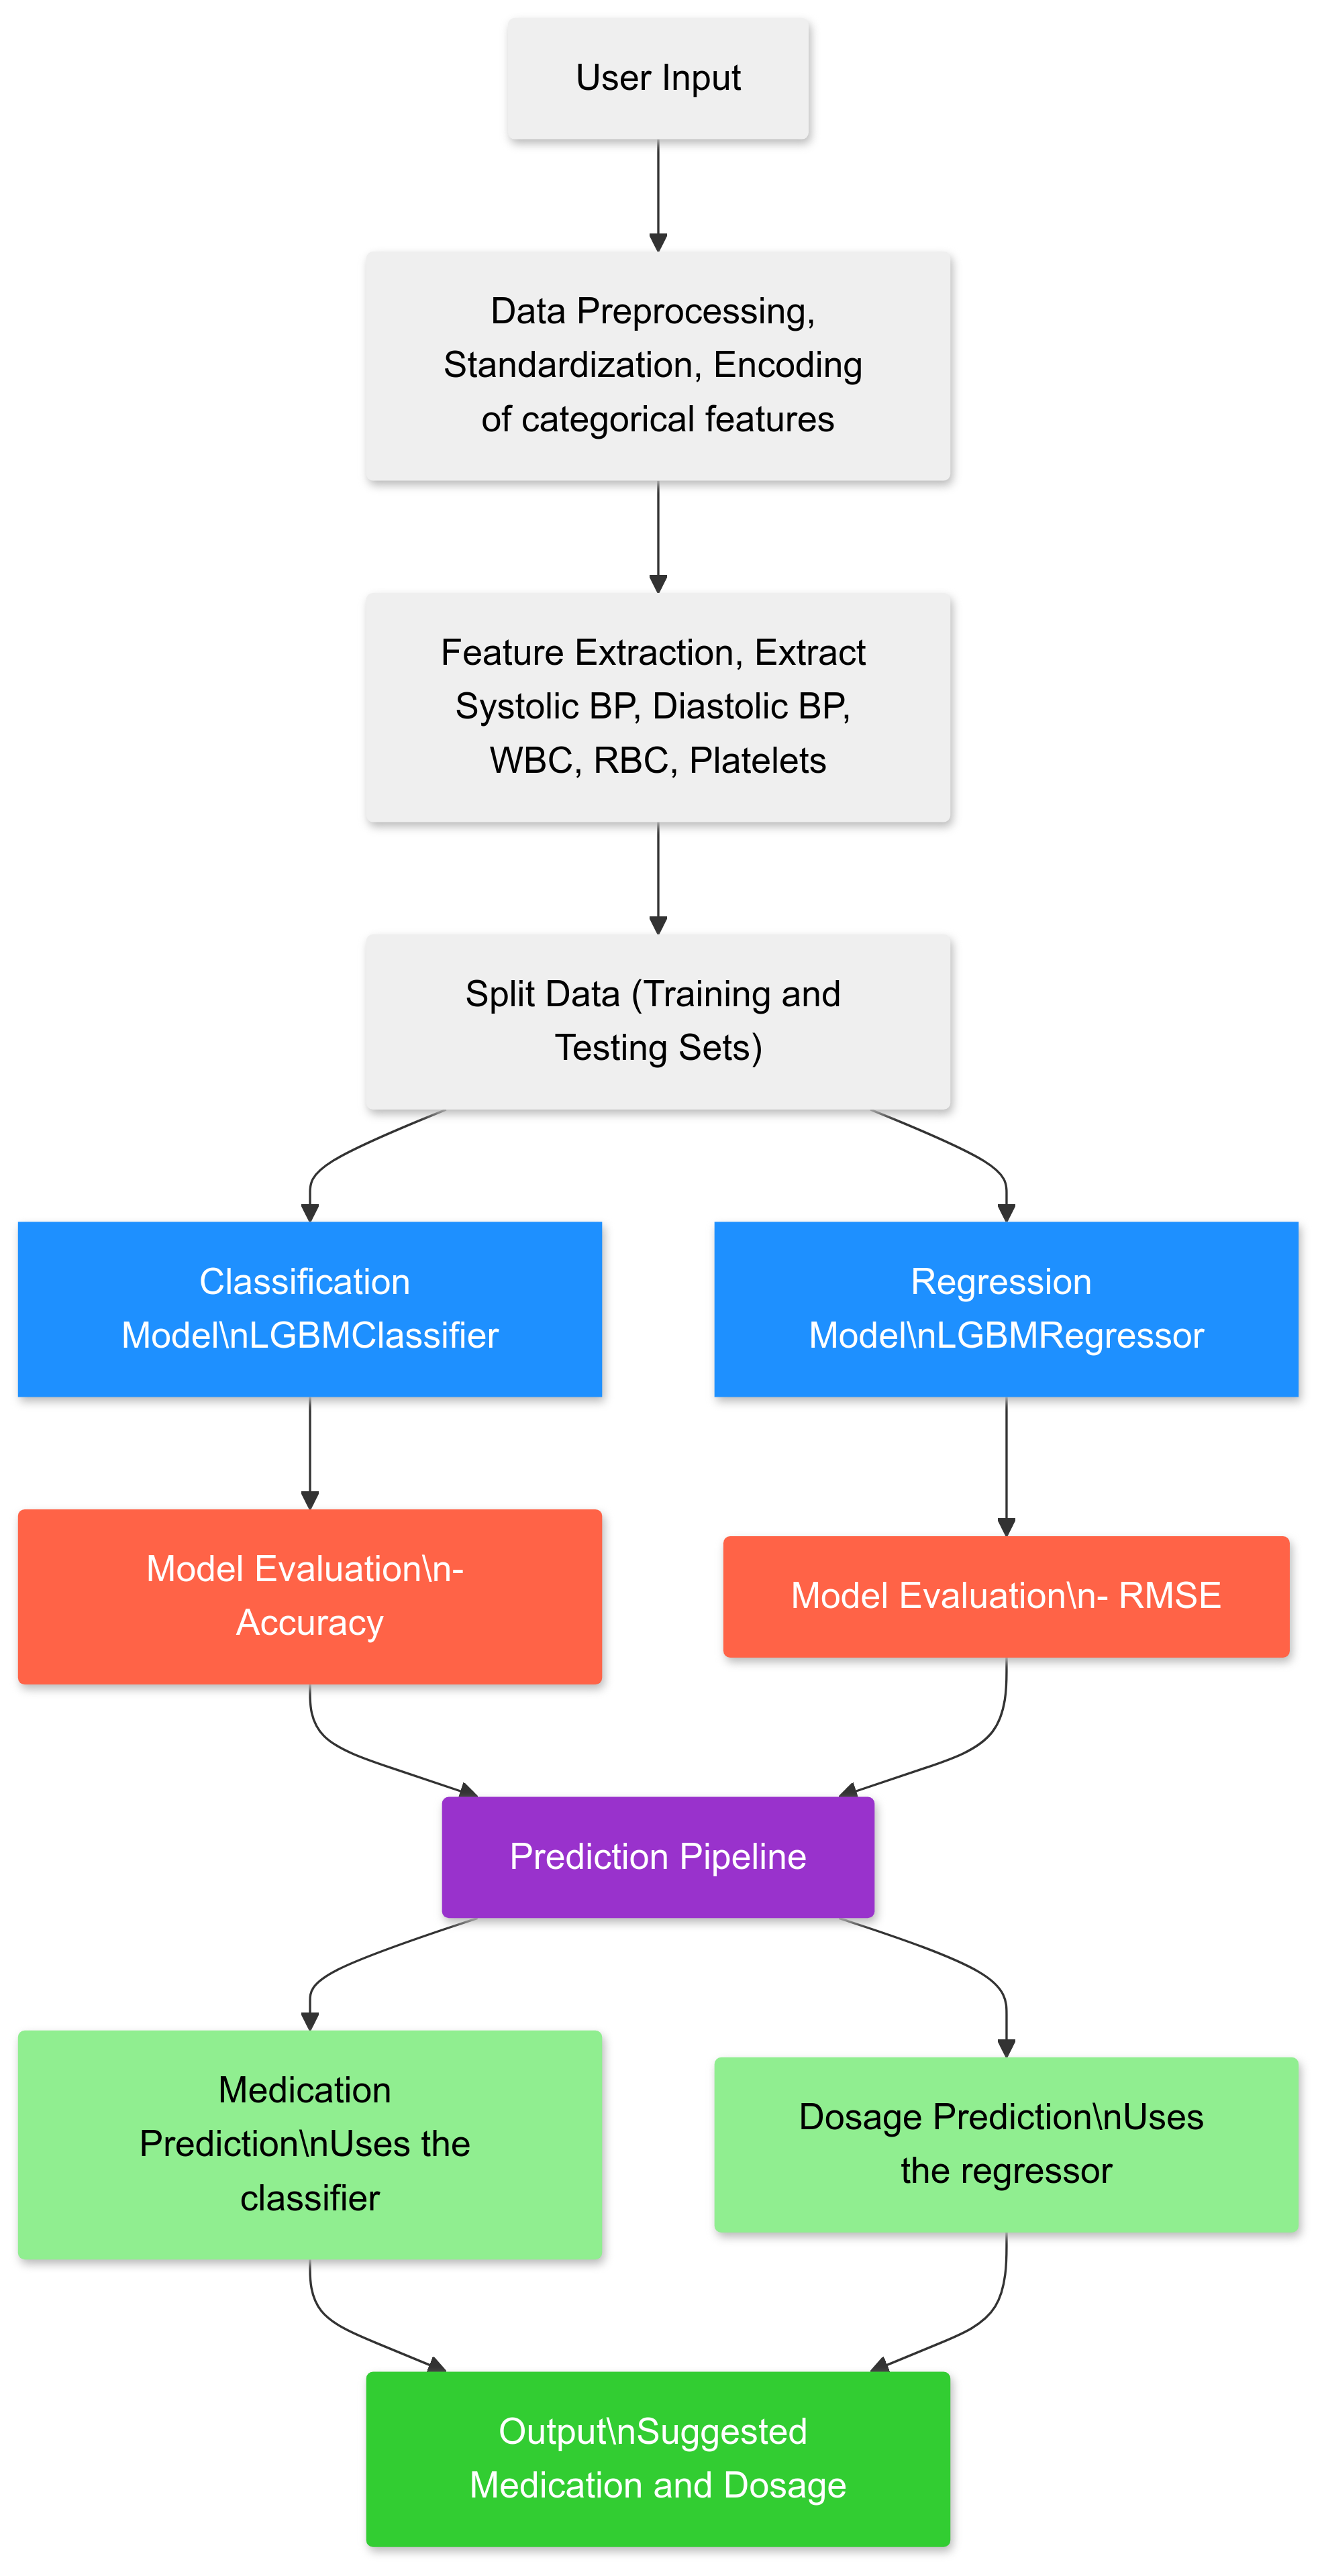 User Input
Data Preprocessing,
Standardization, Encoding
of categorical features
Feature Extraction, Extract
Systolic BP, Diastolic BP,
WBC, RBC, Platelets
Split Data (Training and
Testing Sets)
Classification
Model\nLGBMClassifier
Regression
Model\nLGBMRegressor
Model Evaluation\n-
Accuracy
Model Evaluation\n- RMSE
Prediction Pipeline
Medication
Prediction\nUses the
classifier
Dosage Prediction\nUses
the regressor
Output\nSuggested
Medication and Dosage